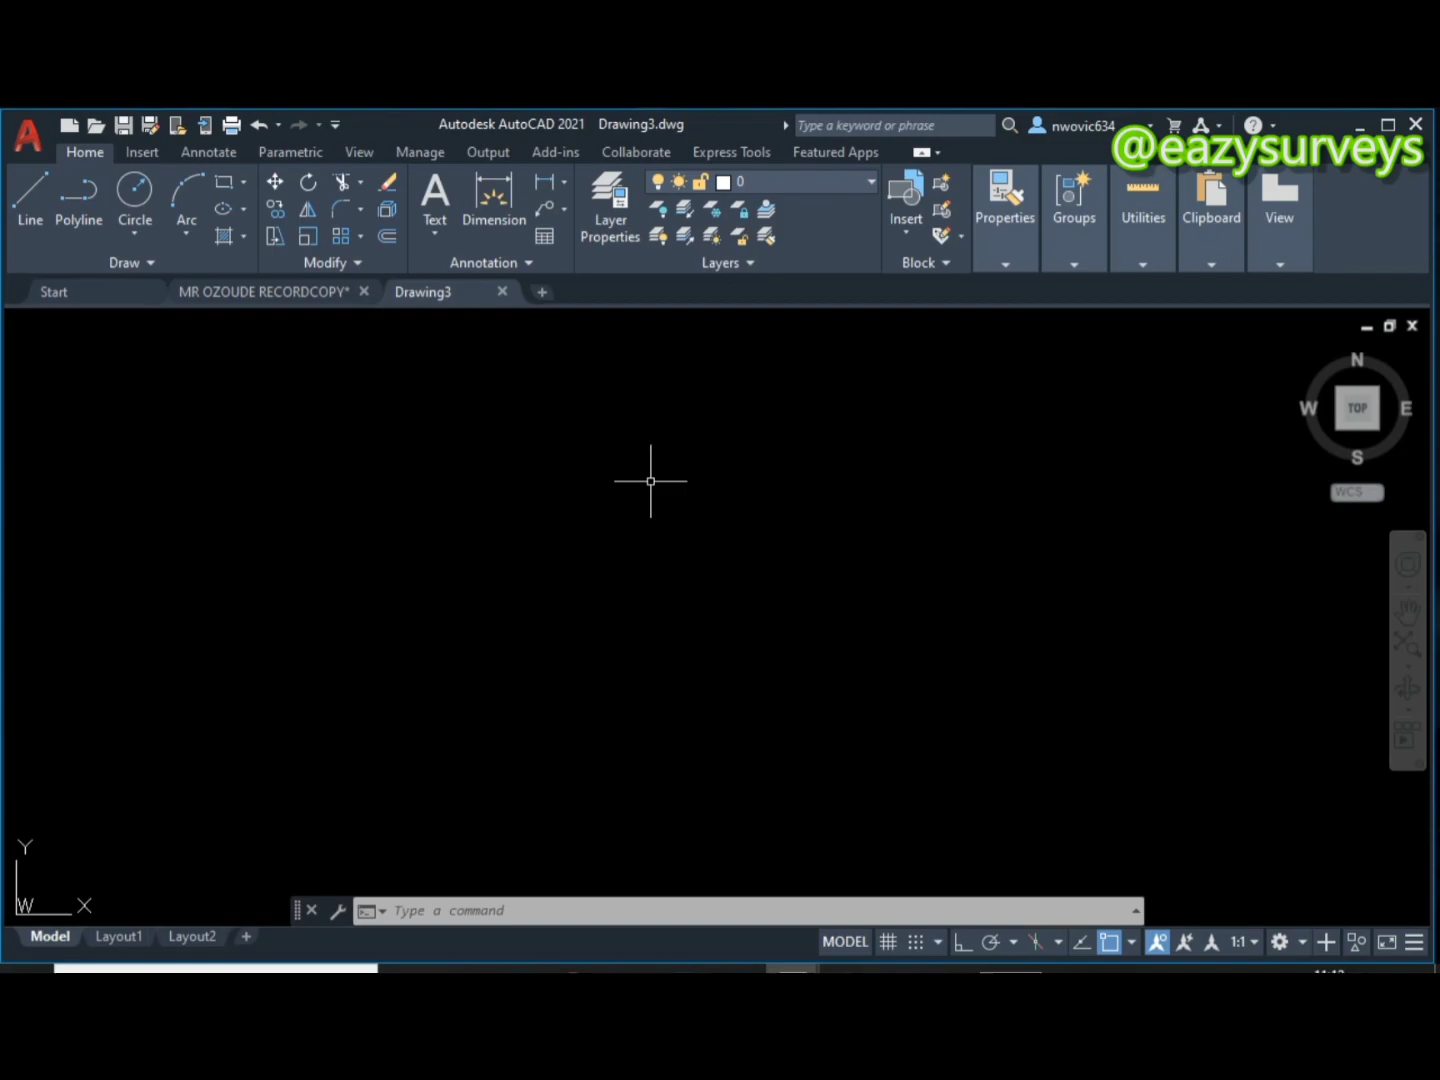 Autodesk AutoCAD 2021 Drawing3.dwg
Type a keyword or phrase
nwovic634
@eazysurveys
Home Insert Annotate Parametric View Manage Output Add-ins Collaborate Express Tools Featured Apps
0
Line Polyline Circle Arc
Text Dimension
Layer
Properties
Insert
Properties Groups Utilities Clipboard View
Draw Modify Annotation Layers Block
Start MR OZOUDE RECORDCOPY* Drawing3
N
W TOP E
S
WCS
Y
W X
Type a command
Model Layout1 Layout2
MODEL 1:1